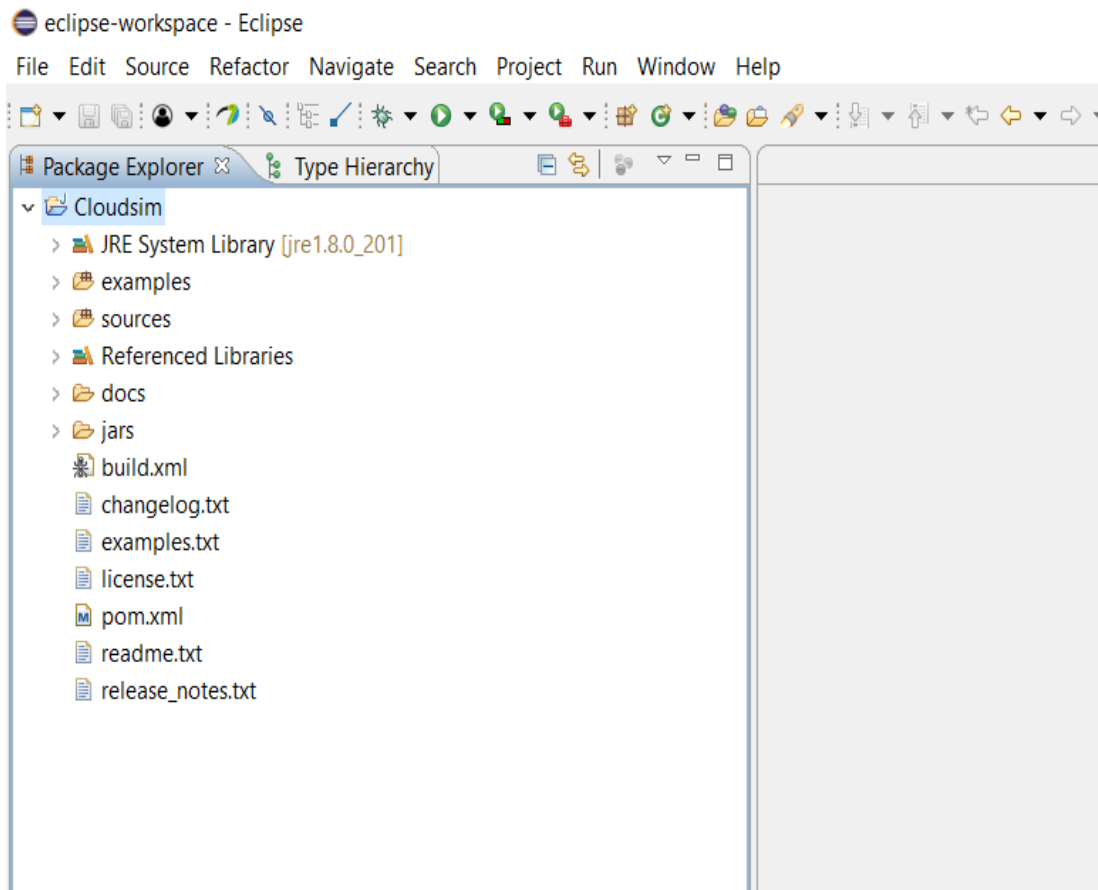 eclipse-workspace - Eclipse
File Edit Source Refactor Navigate Search Project Run Window Help
Package Explorer Type Hierarchy
Cloudsim
JRE System Library [jre1.8.0_201]
examples
sources
Referenced Libraries
docs
jars
build.xml
changelog.txt
examples.txt
license.txt
pom.xml
readme.txt
release_notes.txt